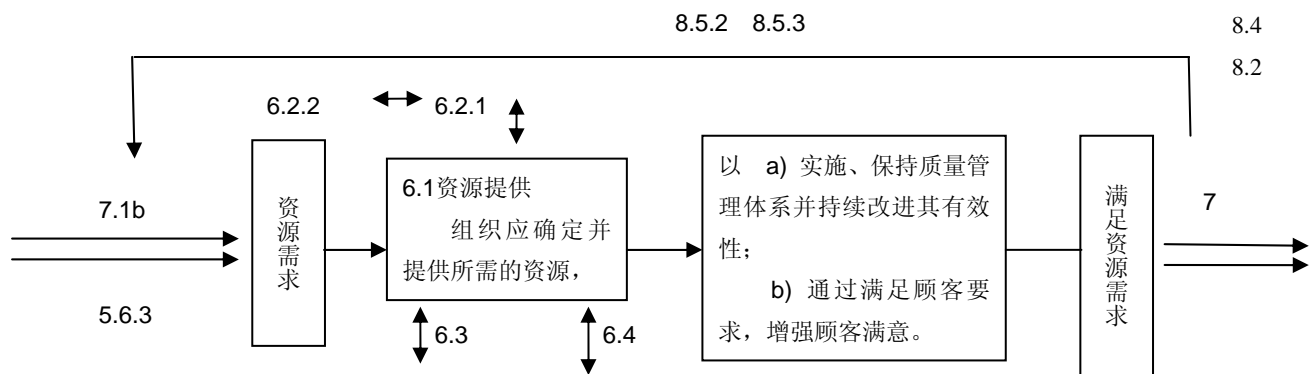 8.5.2 8.5.3
8.4
8.2
6.2.2
6.2.1
7.1b
5.6.3
资源需求
6.1资源提供
组织应确定并
提供所需的资源，
6.3
6.4
以 a) 实施、保持质量管
理体系并持续改进其有效
性；
b) 通过满足顾客要
求，增强顾客满意。
满足资源需求
7